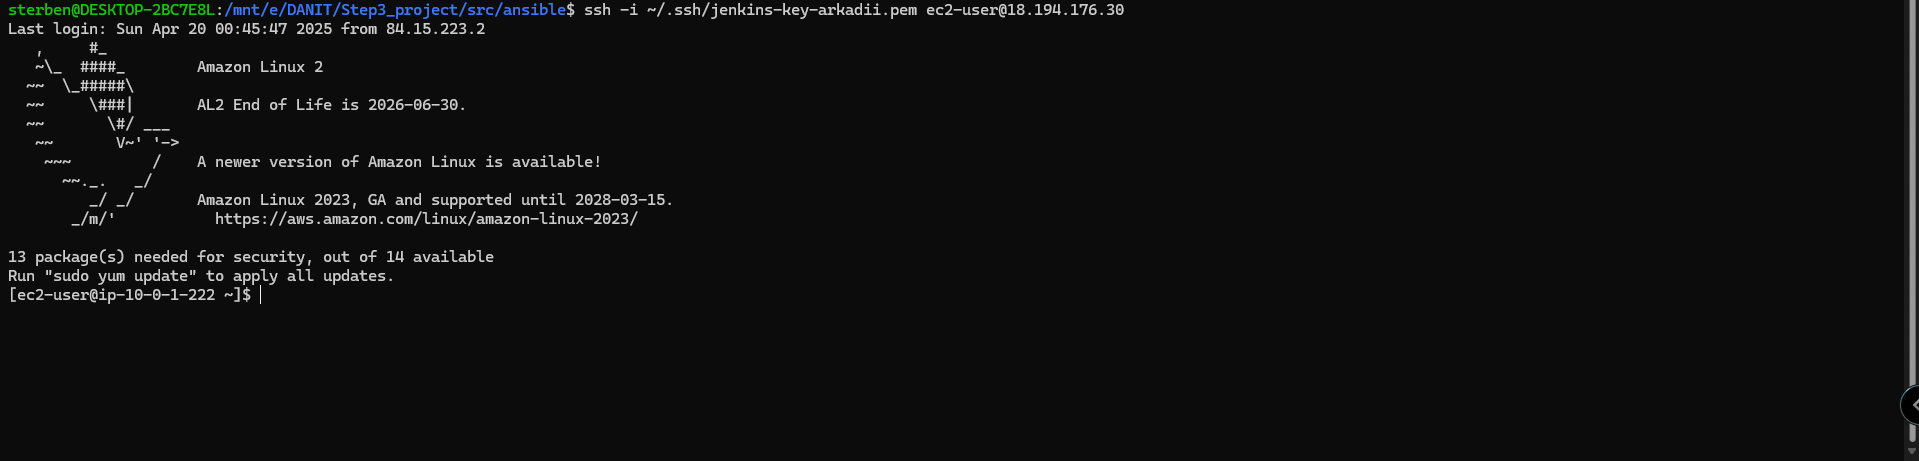 sterben@DESKTOP-2BC7E8L:/mnt/e/DANIT/Step3_project/src/ansible$ ssh -i ~/.ssh/jenkins-key-arkadii.pem ec2-user@18.194.176.30
Last login: Sun Apr 20 00:45:47 2025 from 84.15.223.2
   ,     #_
   ~\_  ####_        Amazon Linux 2
  ~~  \_#####\
  ~~     \###|       AL2 End of Life is 2026-06-30.
  ~~       \#/ ___
   ~~       V~' '->
    ~~~         /    A newer version of Amazon Linux is available!
      ~~._.   _/
         _/ _/       Amazon Linux 2023, GA and supported until 2028-03-15.
       _/m/'           https://aws.amazon.com/linux/amazon-linux-2023/

13 package(s) needed for security, out of 14 available
Run "sudo yum update" to apply all updates.
[ec2-user@ip-10-0-1-222 ~]$